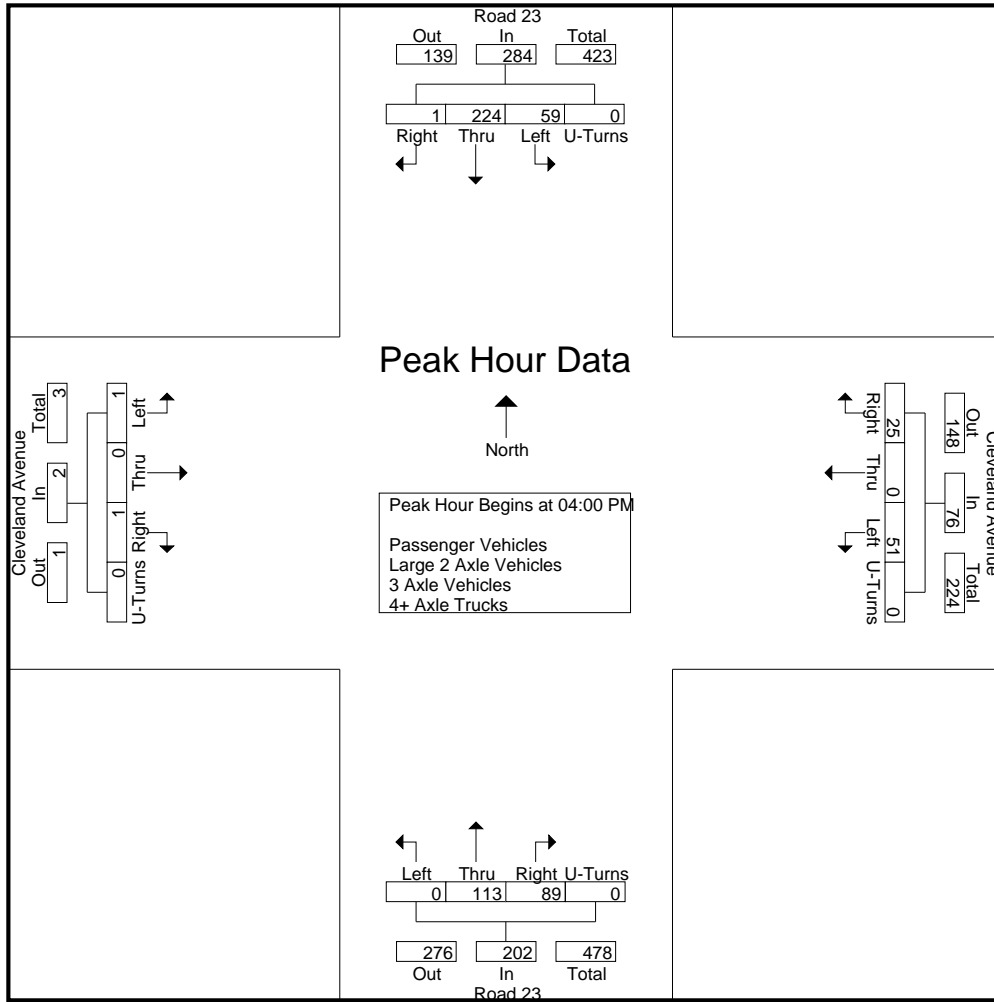 Road 23
Out In Total
139 284 423
1 224 59 0
Right Thru Left U-Turns
Peak Hour Data
North
Peak Hour Begins at 04:00 PM
Passenger Vehicles
Large 2 Axle Vehicles
3 Axle Vehicles
4+ Axle Trucks
Cleveland Avenue
Out In Total
1 2 3
0 1 0 1
U-Turns Right Thru Left
Cleveland Avenue
Out In Total
148 76 224
25 0 51 0
Right Thru Left U-Turns
Left Thru Right U-Turns
0 113 89 0
276 202 478
Out In Total
Road 23